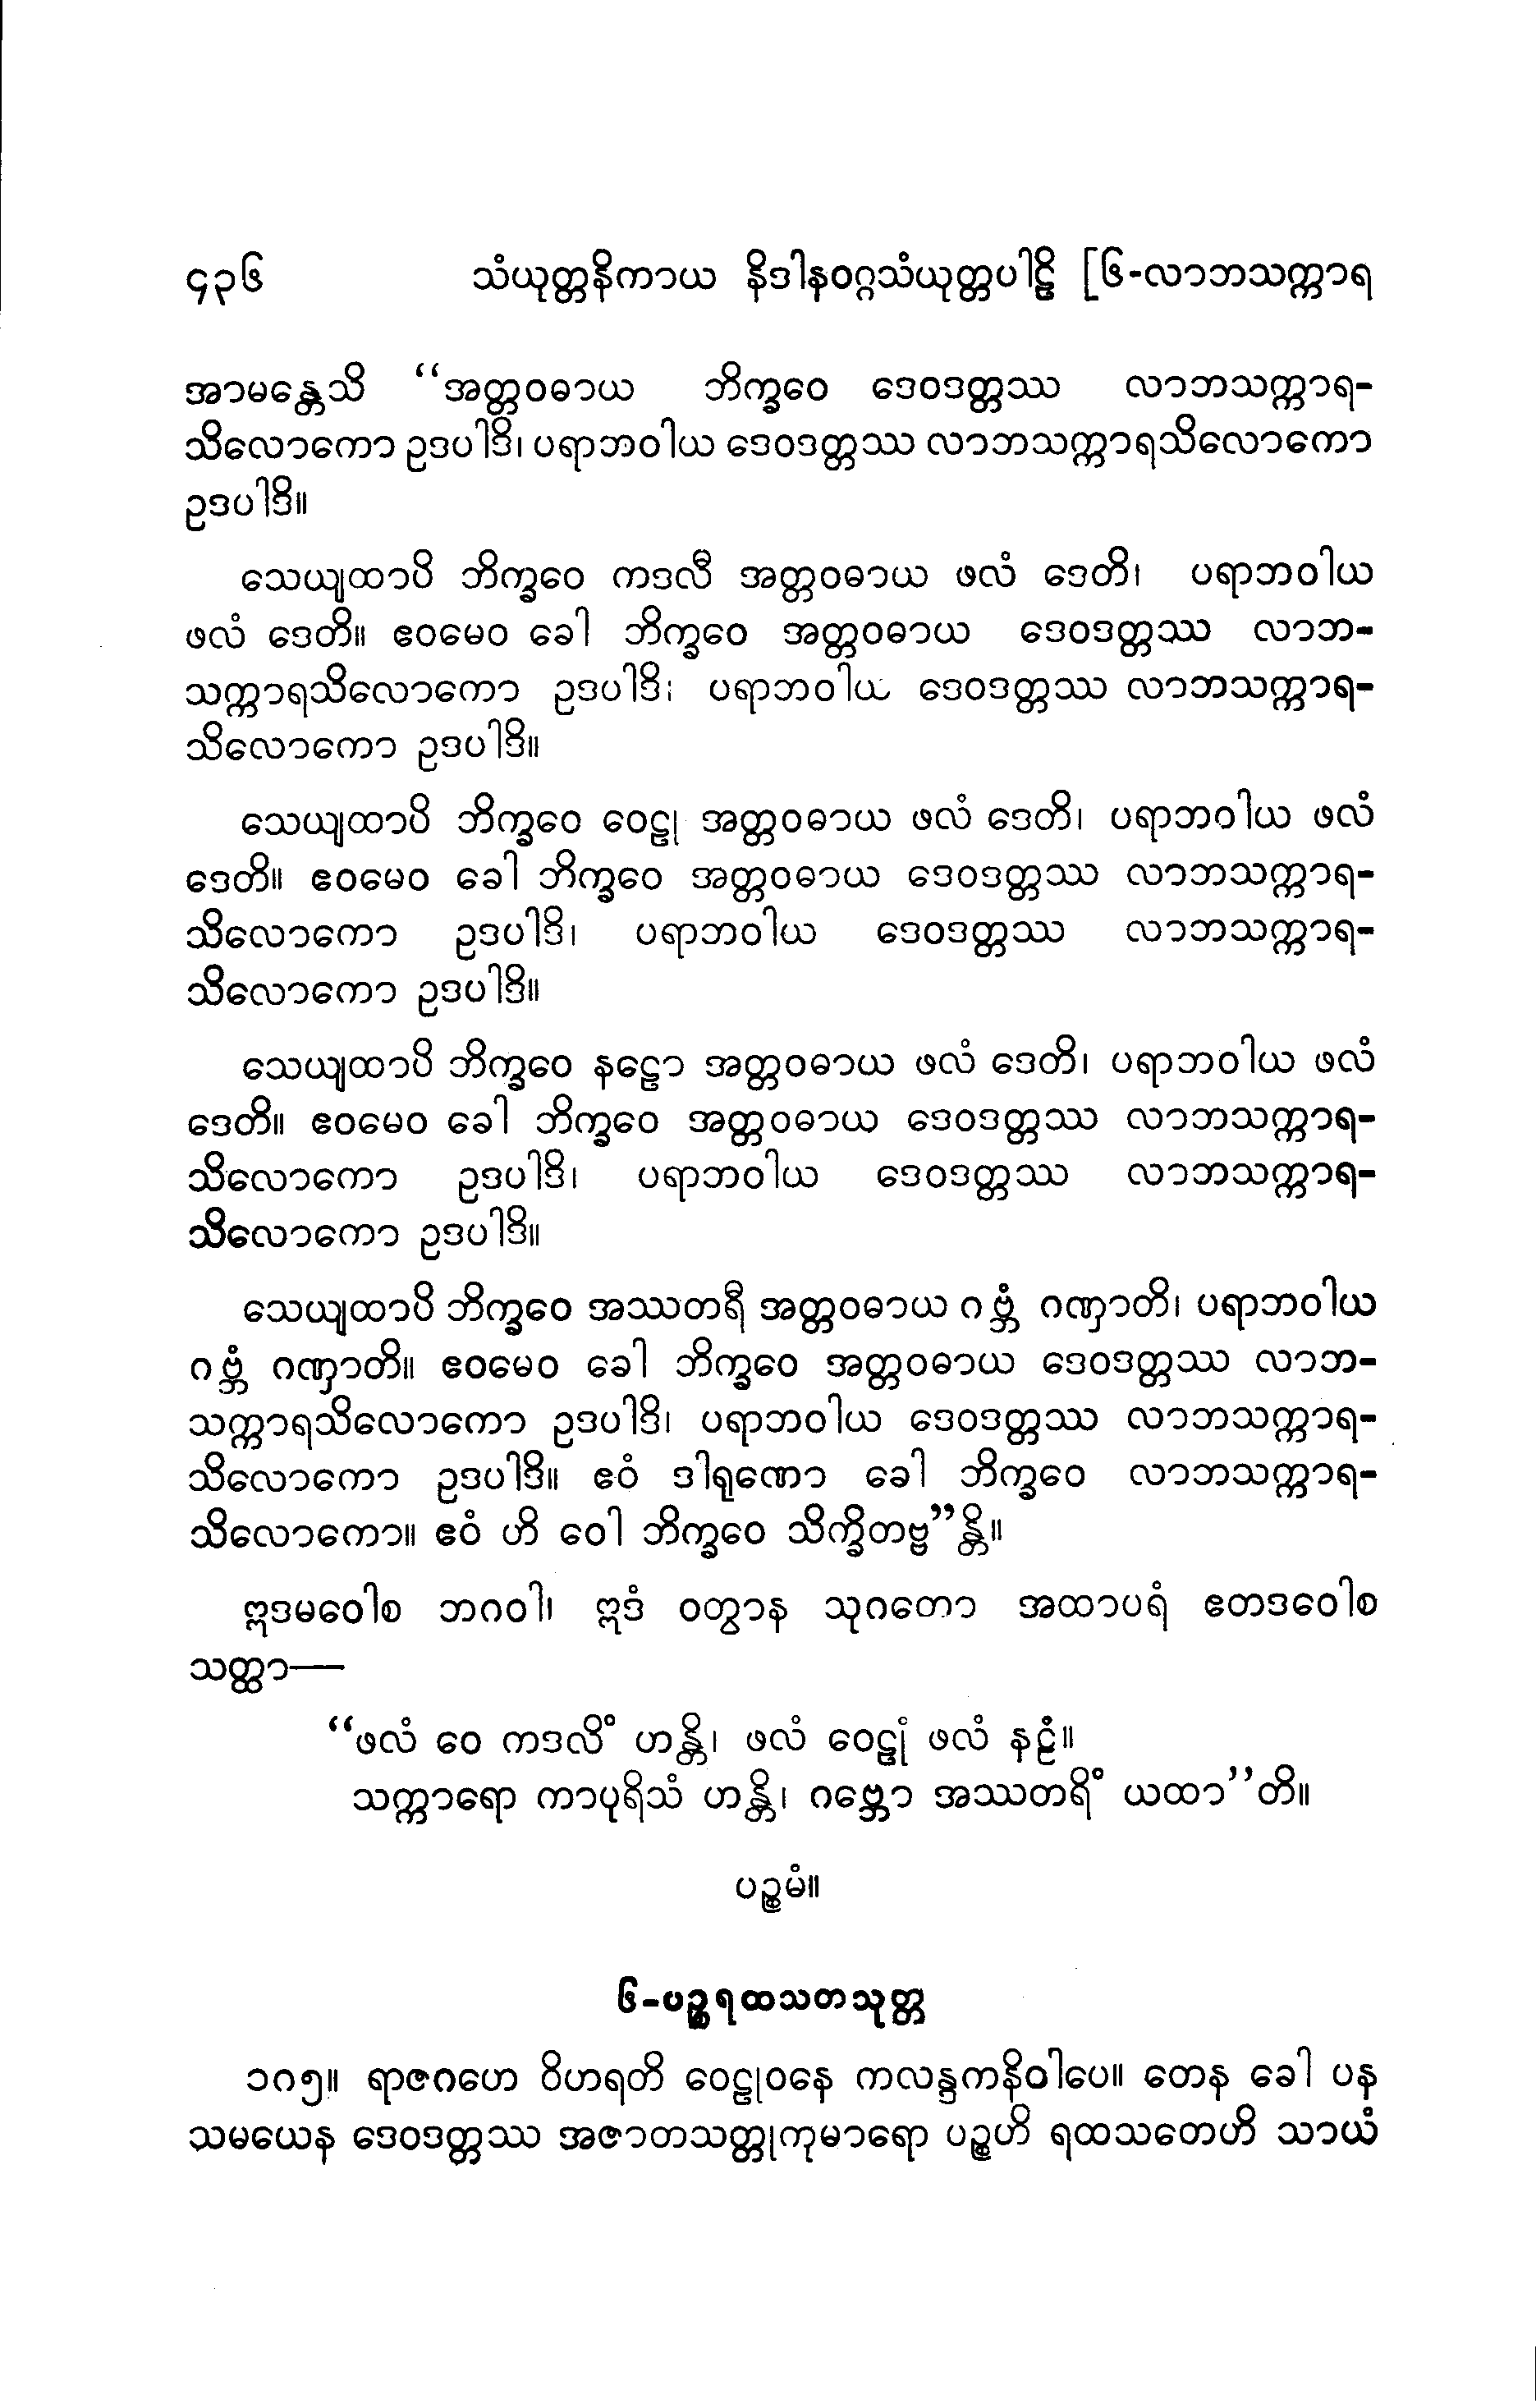 ၄၃၆ သံယုတ္တနိကာယ နိဒါနဝဂ္ဂသံယုတ္တပါဠိ [၆-လာဘသက္ကာရ
အာမန္တေသိ “အတ္တဝဓာယ ဘိက္ခဝေ ဒေဝဒတ္တဿ လာဘသက္ကာရ-
သိလောကော ဥဒပါဒိ၊ ပရာဘဝါယ ဒေဝဒတ္တဿ လာဘသက္ကာရသိလောကော
ဥဒပါဒိ။
သေယျထာပိ ဘိက္ခဝေ ကဒလီ အတ္တဝဓာယ ဖလံ ဒေတိ၊ ပရာဘဝါယ
ဖလံ ဒေတိ။ ဧဝမေဝ ခေါ ဘိက္ခဝေ အတ္တဝဓာယ ဒေဝဒတ္တဿ လာဘ-
သက္ကာရသိလောကော ဥဒပါဒိ၊ ပရာဘဝါယ ဒေဝဒတ္တဿ လာဘသက္ကာရ-
သိလောကော ဥဒပါဒိ။
သေယျထာပိ ဘိက္ခဝေ ဝေဠု အတ္တဝဓာယ ဖလံ ဒေတိ၊ ပရာဘဝါယ ဖလံ
ဒေတိ။ ဧဝမေဝ ခေါ ဘိက္ခဝေ အတ္တဝဓာယ ဒေဝဒတ္တဿ လာဘသက္ကာရ-
သိလောကော ဥဒပါဒိ၊ ပရာဘဝါယ ဒေဝဒတ္တဿ လာဘသက္ကာရ-
သိလောကော ဥဒပါဒိ။
သေယျထာပိ ဘိက္ခဝေ နဠော အတ္တဝဓာယ ဖလံ ဒေတိ၊ ပရာဘဝါယ ဖလံ
ဒေတိ။ ဧဝမေဝ ခေါ ဘိက္ခဝေ အတ္တဝဓာယ ဒေဝဒတ္တဿ လာဘသက္ကာရ-
သိလောကော ဥဒပါဒိ၊ ပရာဘဝါယ ဒေဝဒတ္တဿ လာဘသက္ကာရ-
သိလောကော ဥဒပါဒိ။
သေယျထာပိ ဘိက္ခဝေ အဿတရီ အတ္တဝဓာယ ဂဗ္ဘံ ဂဏှာတိ၊ ပရာဘဝါယ
ဂဗ္ဘံ ဂဏှာတိ။ ဧဝမေဝ ခေါ ဘိက္ခဝေ အတ္တဝဓာယ ဒေဝဒတ္တဿ လာဘ-
သက္ကာရသိလောကော ဥဒပါဒိ၊ ပရာဘဝါယ ဒေဝဒတ္တဿ လာဘသက္ကာရ-
သိလောကော ဥဒပါဒိ။ ဧဝံ ဒါရုဏော ခေါ ဘိက္ခဝေ လာဘသက္ကာရ-
သိလောကော။ ဧဝံ ဟိ ဝေါ ဘိက္ခဝေ သိက္ခိတဗ္ဗ”န္တိ။
ဣဒမဝေါစ ဘဂဝါ၊ ဣဒံ ဝတွာန သုဂတော အထာပရံ ဧတဒဝေါစ
သတ္ထာ—
“ဖလံ ဝေ ကဒလိံ ဟန္တိ၊ ဖလံ ဝေဠုံ ဖလံ နဠံ။
သက္ကာရော ကာပုရိသံ ဟန္တိ၊ ဂဗ္ဘော အဿတရိံ ယထာ”တိ။
ပဉ္စမံ။
၆-ပဉ္စရထသတသုတ္တ
၁၈၅။ ရာဇဂဟေ ဝိဟရတိ ဝေဠုဝနေ ကလန္ဒကနိဝါပေ။ တေန ခေါ ပန
သမယေန ဒေဝဒတ္တဿ အဇာတသတ္တုကုမာရော ပဉ္စဟိ ရထသတေဟိ သာယံ